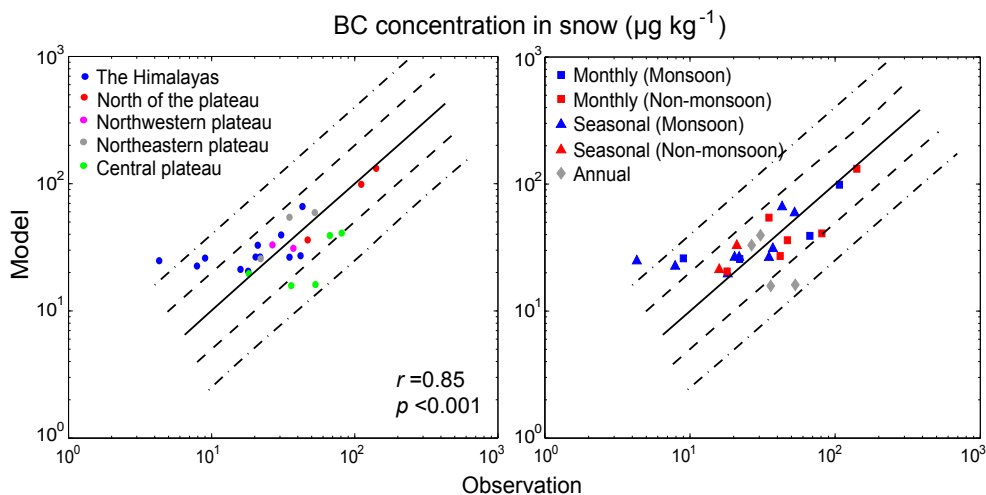 BC concentration in snow (µg kg⁻¹)
Model
10³
10²
10¹
10⁰
The Himalayas
North of the plateau
Northwestern plateau
Northeastern plateau
Central plateau
r =0.85
p <0.001
10⁰ 10¹ 10² 10³
10³
10²
10¹
10⁰
Monthly (Monsoon)
Monthly (Non-monsoon)
Seasonal (Monsoon)
Seasonal (Non-monsoon)
Annual
10⁰ 10¹ 10² 10³
Observation